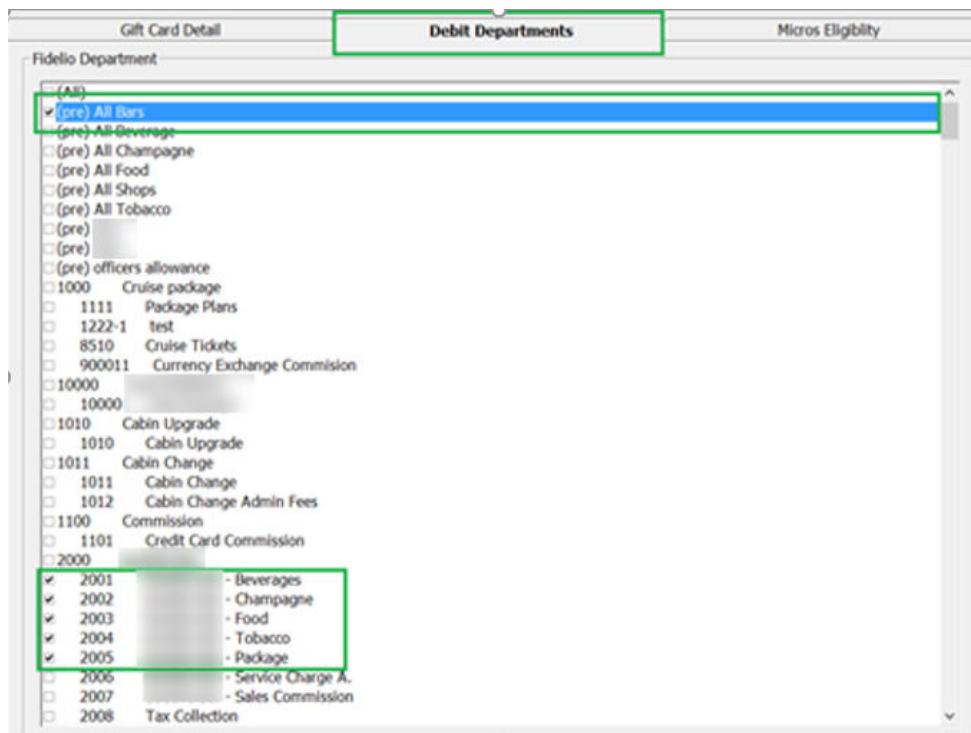 Gift Card Detail Debit Departments Micros Eligiblity
Fidelio Department
(All)
(pre) All Bars
(pre) All Beverage
(pre) All Champagne
(pre) All Food
(pre) All Shops
(pre) All Tobacco
(pre)
(pre)
(pre) officers allowance
1000 Cruise package
1111 Package Plans
1222-1 test
8510 Cruise Tickets
900011 Currency Exchange Commision
10000
10000
1010 Cabin Upgrade
1010 Cabin Upgrade
1011 Cabin Change
1011 Cabin Change
1012 Cabin Change Admin Fees
1100 Commission
1101 Credit Card Commission
2000
2001 - Beverages
2002 - Champagne
2003 - Food
2004 - Tobacco
2005 - Package
2006 - Service Charge A.
2007 - Sales Commission
2008 Tax Collection